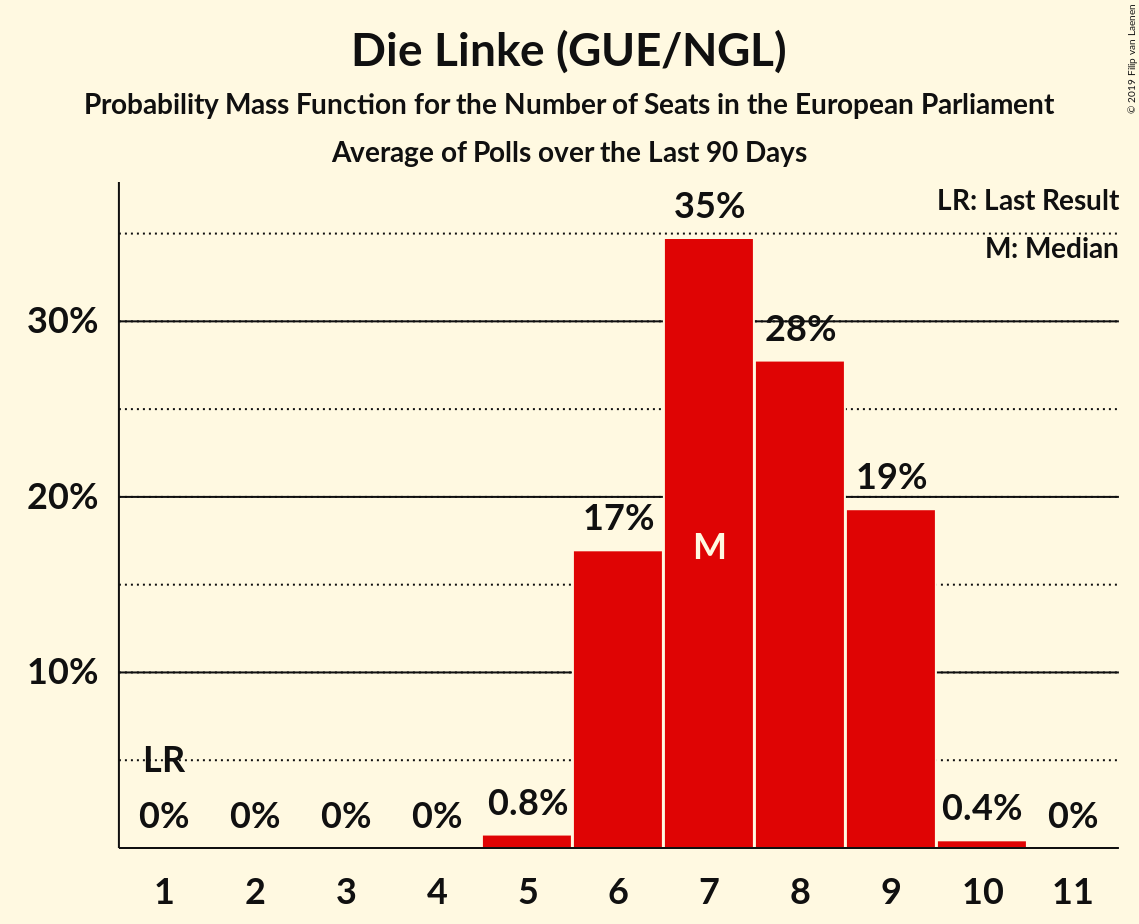 Die Linke (GUE/NGL)
Probability Mass Function for the Number of Seats in the European Parliament
Average of Polls over the Last 90 Days
© 2019 Filip van Laenen
LR: Last Result
M: Median
30%
20%
10%
LR
0%
0%
0%
0%
0.8%
17%
35%
M
28%
19%
0.4%
0%
1 2 3 4 5 6 7 8 9 10 11